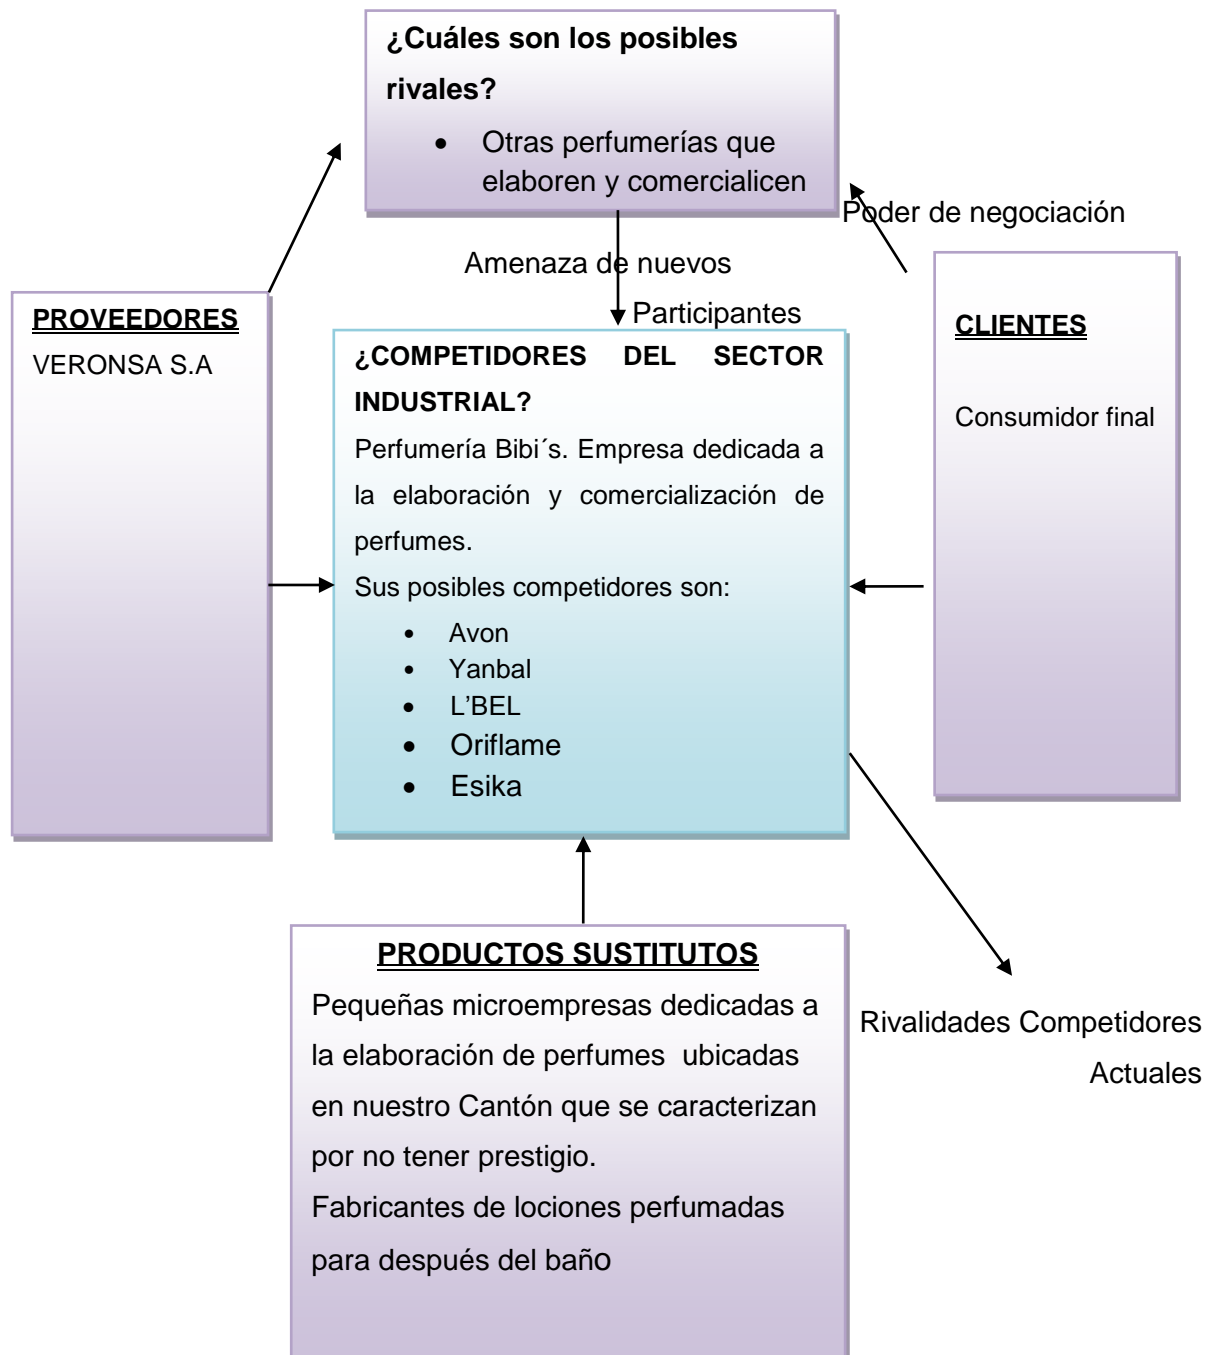 ¿Cuáles son los posibles
rivales?
• Otras perfumerías que
elaboren y comercialicen
Poder de negociación
Amenaza de nuevos
Participantes
PROVEEDORES
VERONSA S.A
¿COMPETIDORES DEL SECTOR
INDUSTRIAL?
Perfumería Bibi´s. Empresa dedicada a
la elaboración y comercialización de
perfumes.
Sus posibles competidores son:
• Avon
• Yanbal
• L’BEL
• Oriflame
• Esika
CLIENTES
Consumidor final
PRODUCTOS SUSTITUTOS
Pequeñas microempresas dedicadas a
la elaboración de perfumes ubicadas
en nuestro Cantón que se caracterizan
por no tener prestigio.
Fabricantes de lociones perfumadas
para después del baño
Rivalidades Competidores
Actuales